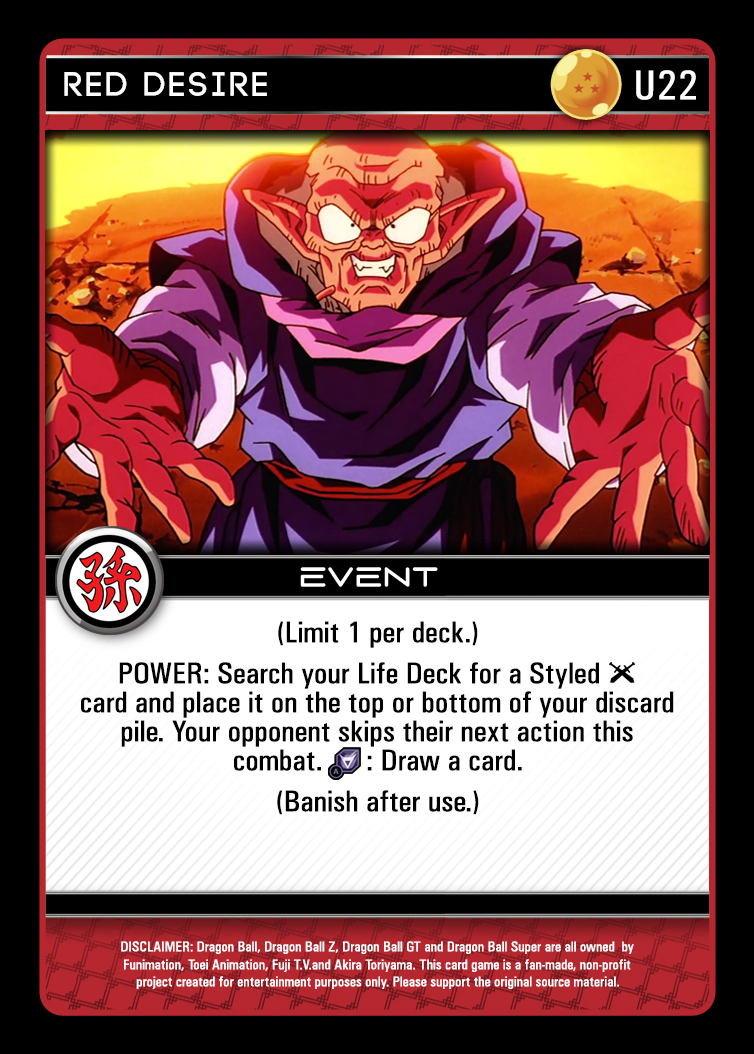 RED DESIRE
U22
孫
EVENT
(Limit 1 per deck.)
POWER: Search your Life Deck for a Styled
card and place it on the top or bottom of your discard
pile. Your opponent skips their next action this
combat. : Draw a card.
(Banish after use.)
DISCLAIMER: Dragon Ball, Dragon Ball Z, Dragon Ball GT and Dragon Ball Super are all owned by
Funimation, Toei Animation, Fuji T.V.and Akira Toriyama. This card game is a fan-made, non-profit
project created for entertainment purposes only. Please support the original source material.